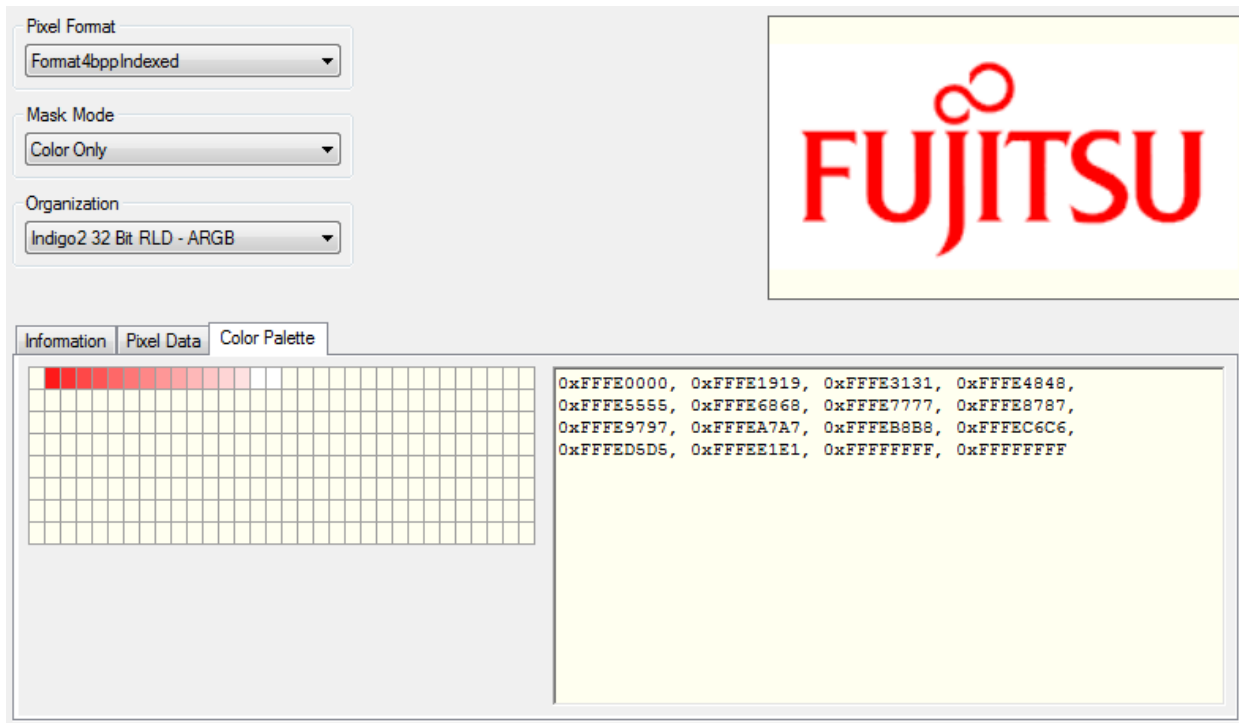 Pixel Format
Format4bppIndexed
Mask Mode
Color Only
Organization
Indigo2 32 Bit RLD - ARGB
FUJITSU
Information
Pixel Data
Color Palette
0xFFFE0000, 0xFFFE1919, 0xFFFE3131, 0xFFFE4848,
0xFFFE5555, 0xFFFE6868, 0xFFFE7777, 0xFFFE8787,
0xFFFE9797, 0xFFFEA7A7, 0xFFFEB8B8, 0xFFFEC6C6,
0xFFFED5D5, 0xFFFEE1E1, 0xFFFFFFFF, 0xFFFFFFFF